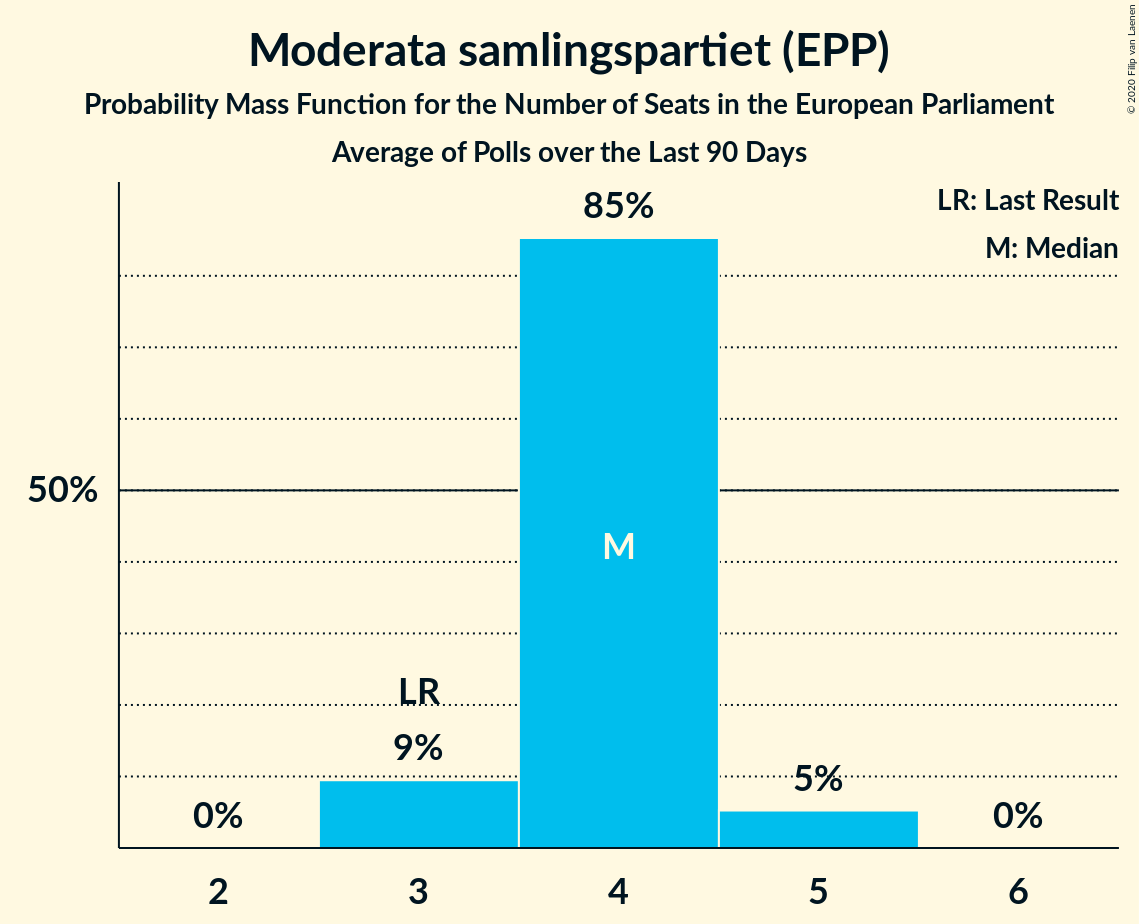 Moderata samlingspartiet (EPP)
Probability Mass Function for the Number of Seats in the European Parliament
Average of Polls over the Last 90 Days
© 2020 Filip van Laenen
LR: Last Result
M: Median
85%
50%
M
LR
9%
5%
0%
0%
2
3
4
5
6